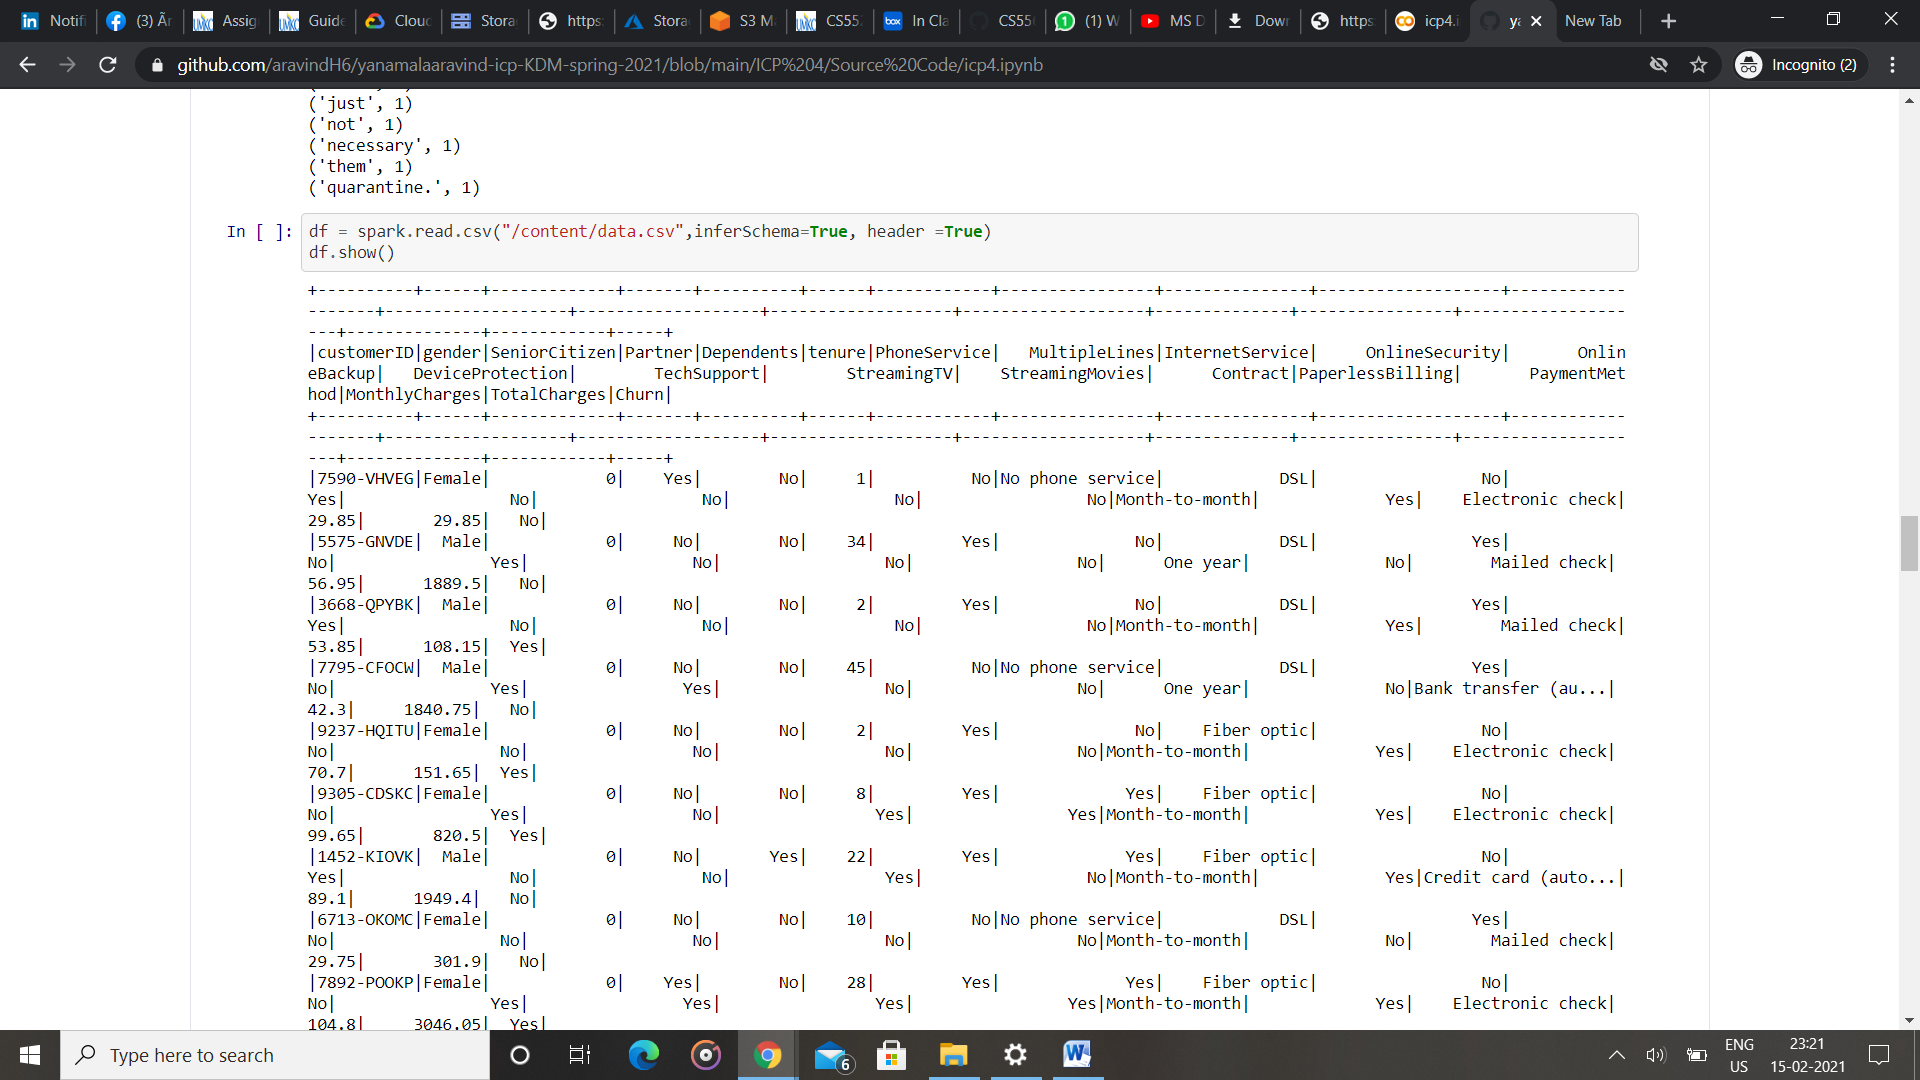 Notifi
(3) Ãr
Assig
Guide
Clouc
Stora
https:
Stora
S3 M
CS55
In Cla
CS55
(1) W
MS D
Dow
https
icp4.i
ya
New Tab
github.com/aravindH6/yanamalaaravind-icp-KDM-spring-2021/blob/main/ICP%204/Source%20Code/icp4.ipynb
Incognito (2)
('just', 1)
('not', 1)
('necessary', 1)
('them', 1)
('quarantine.', 1)
In [ ]: df = spark.read.csv("/content/data.csv",inferSchema=True, header =True)
df.show()
+----------+------+-------------+-------+----------+------+------------+----------------+---------------+-------------------+------------
-------+-------------------+-------------------+-------------------+-------------------+--------------+----------------+-----------------
---+--------------+------------+-----+
|customerID|gender|SeniorCitizen|Partner|Dependents|tenure|PhoneService|   MultipleLines|InternetService|     OnlineSecurity|       Onlin
eBackup|   DeviceProtection|        TechSupport|        StreamingTV|    StreamingMovies|      Contract|PaperlessBilling|       PaymentMet
hod|MonthlyCharges|TotalCharges|Churn|
+----------+------+-------------+-------+----------+------+------------+----------------+---------------+-------------------+------------
-------+-------------------+-------------------+-------------------+-------------------+--------------+----------------+-----------------
---+--------------+------------+-----+
|7590-VHVEG|Female|            0|    Yes|        No|     1|          No|No phone service|            DSL|                 No|
Yes|                 No|                 No|                 No|                 No|Month-to-month|             Yes|    Electronic check|
29.85|       29.85|   No|
|5575-GNVDE|  Male|            0|     No|        No|    34|         Yes|              No|            DSL|                Yes|
No|                Yes|                 No|                 No|                 No|      One year|              No|        Mailed check|
56.95|      1889.5|   No|
|3668-QPYBK|  Male|            0|     No|        No|     2|         Yes|              No|            DSL|                Yes|
Yes|                 No|                 No|                 No|                 No|Month-to-month|             Yes|        Mailed check|
53.85|      108.15|  Yes|
|7795-CFOCW|  Male|            0|     No|        No|    45|          No|No phone service|            DSL|                Yes|
No|                Yes|                Yes|                 No|                 No|      One year|              No|Bank transfer (au...|
42.3|     1840.75|   No|
|9237-HQITU|Female|            0|     No|        No|     2|         Yes|              No|    Fiber optic|                 No|
No|                 No|                 No|                 No|                 No|Month-to-month|             Yes|    Electronic check|
70.7|      151.65|  Yes|
|9305-CDSKC|Female|            0|     No|        No|     8|         Yes|             Yes|    Fiber optic|                 No|
No|                Yes|                 No|                Yes|                Yes|Month-to-month|             Yes|    Electronic check|
99.65|       820.5|  Yes|
|1452-KIOVK|  Male|            0|     No|       Yes|    22|         Yes|             Yes|    Fiber optic|                 No|
Yes|                 No|                 No|                Yes|                 No|Month-to-month|             Yes|Credit card (auto...|
89.1|      1949.4|   No|
|6713-OKOMC|Female|            0|     No|        No|    10|          No|No phone service|            DSL|                Yes|
No|                 No|                 No|                 No|                 No|Month-to-month|              No|        Mailed check|
29.75|       301.9|   No|
|7892-POOKP|Female|            0|    Yes|        No|    28|         Yes|             Yes|    Fiber optic|                 No|
No|                Yes|                Yes|                Yes|                Yes|Month-to-month|             Yes|    Electronic check|
104.8|     3046.05|  Yes|
Type here to search
6
ENG
US
23:21
15-02-2021